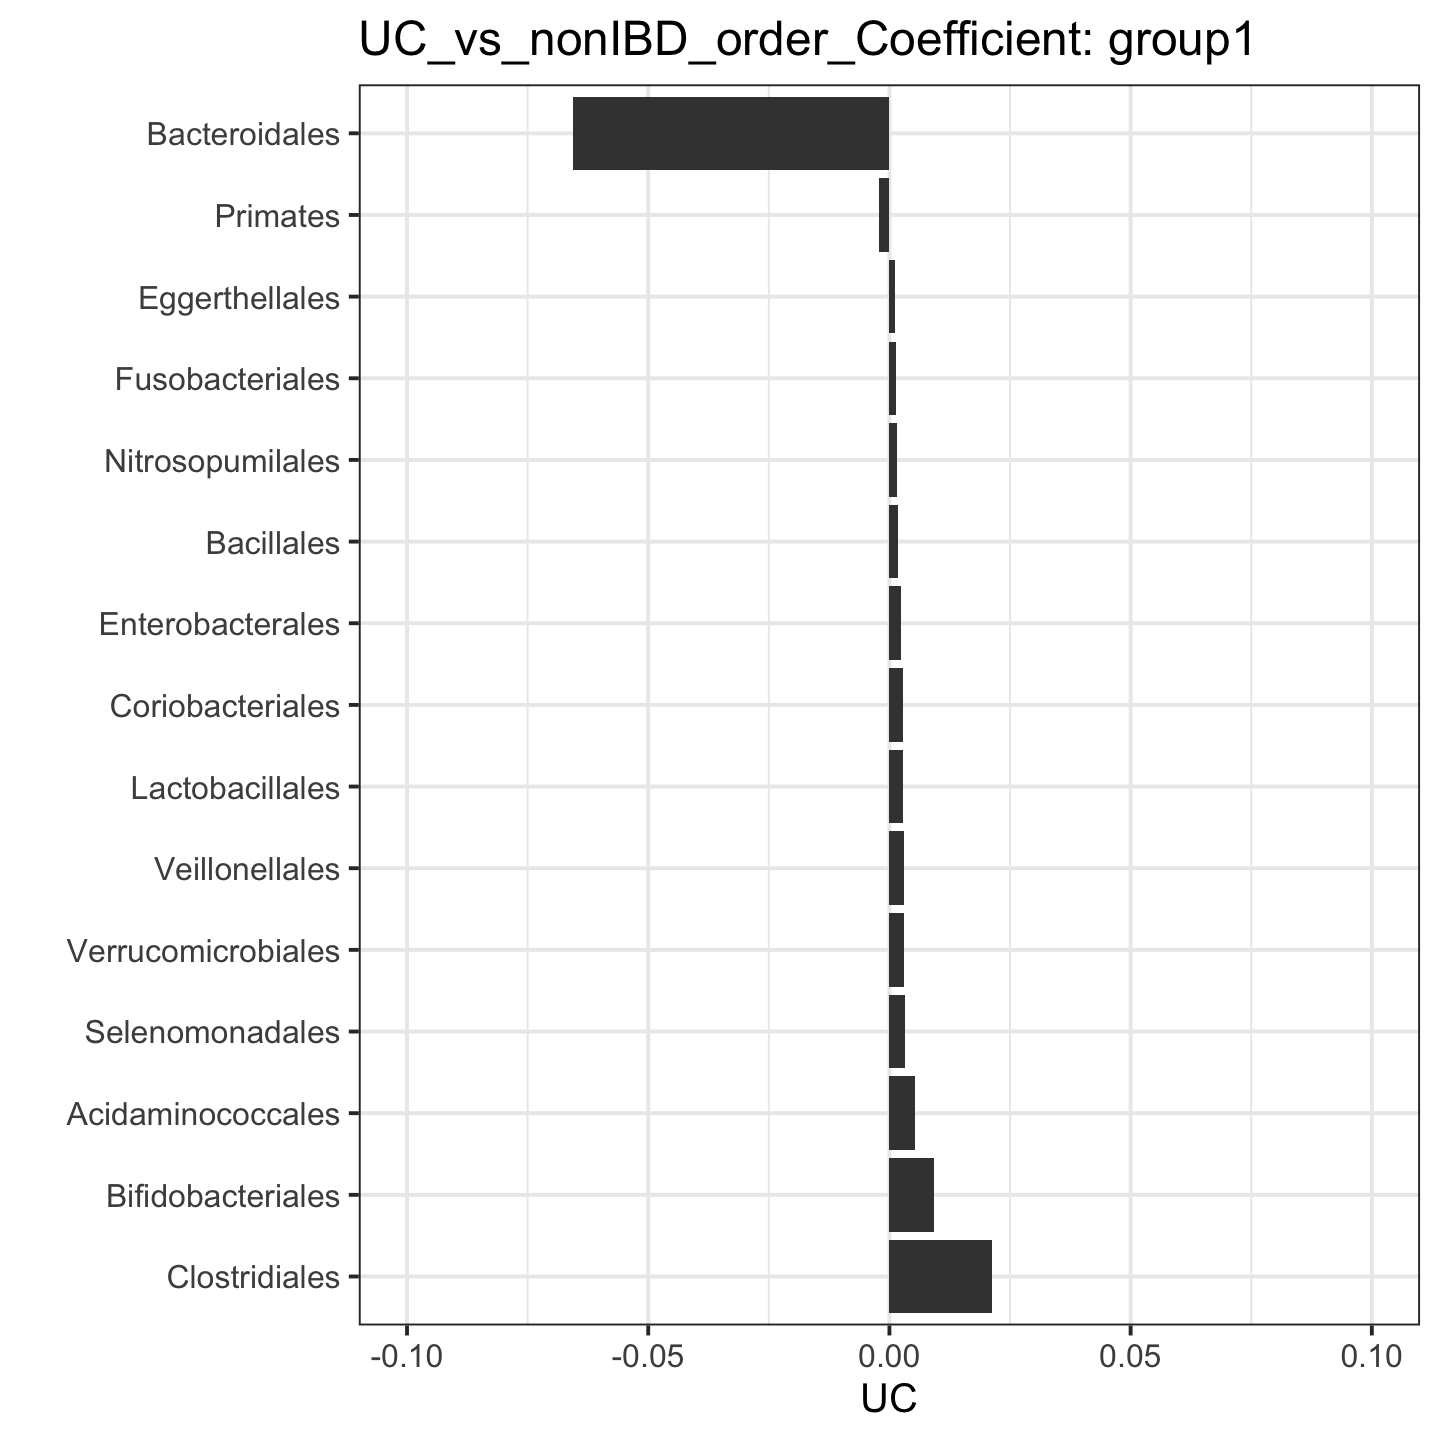 UC_vs_nonIBD_order_Coefficient: group1
Bacteroidales
Primates
Eggerthellales
Fusobacteriales
Nitrosopumilales
Bacillales
Enterobacterales
Coriobacteriales
Lactobacillales
Veillonellales
Verrucomicrobiales
Selenomonadales
Acidaminococcales
Bifidobacteriales
Clostridiales
-0.10 -0.05 0.00 0.05 0.10
UC